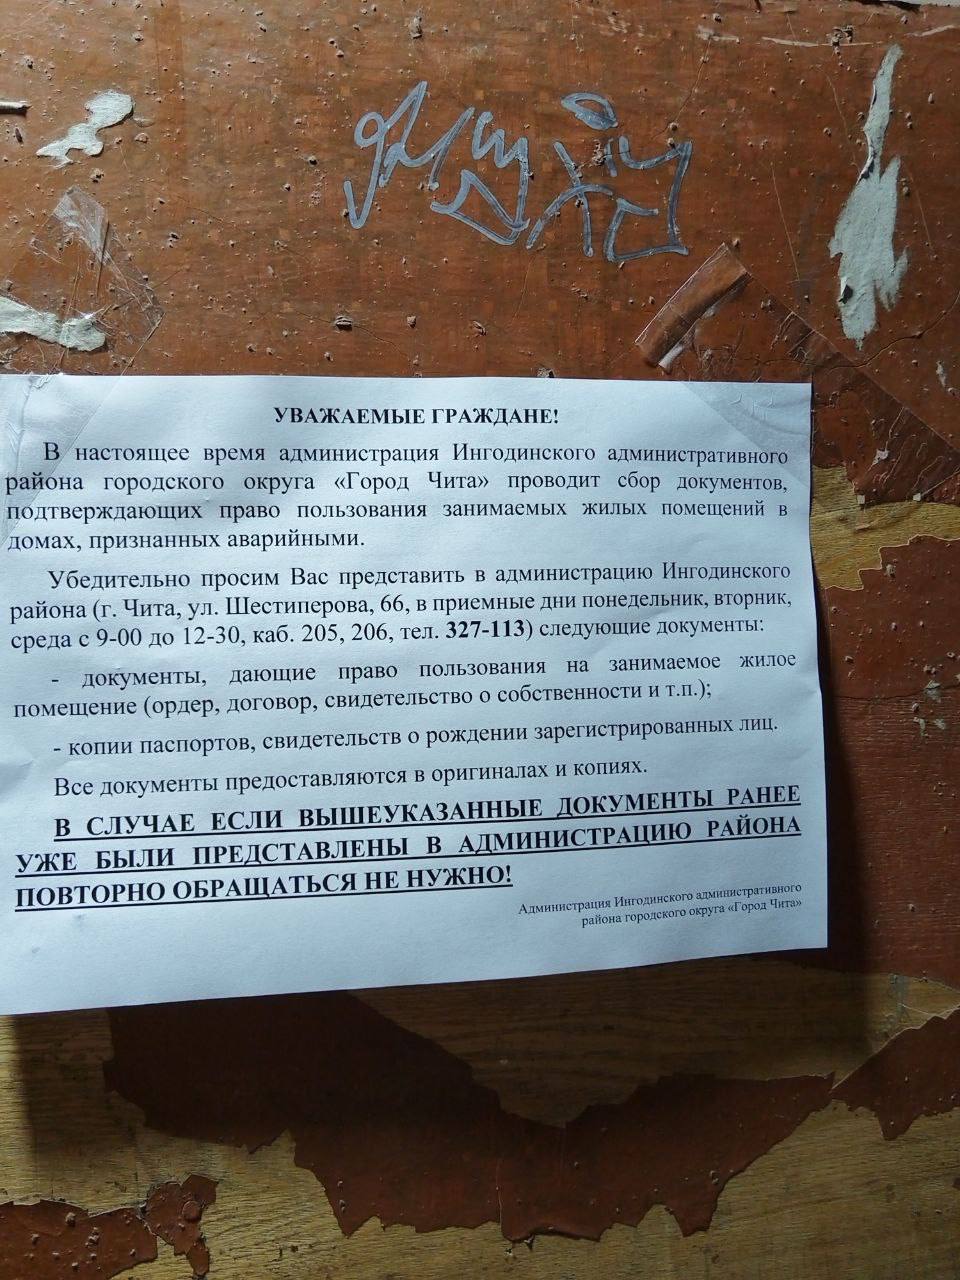 УВАЖАЕМЫЕ ГРАЖДАНЕ!
В настоящее время администрация Ингодинского административного
района городского округа «Город Чита» проводит сбор документов,
подтверждающих право пользования занимаемых жилых помещений в
домах, признанных аварийными.
Убедительно просим Вас представить в администрацию Ингодинского
района (г. Чита, ул. Шестиперова, 66, в приемные дни понедельник, вторник,
среда с 9-00 до 12-30, каб. 205, 206, тел. 327-113) следующие документы:
- документы, дающие право пользования на занимаемое жилое
помещение (ордер, договор, свидетельство о собственности и т.п.);
- копии паспортов, свидетельств о рождении зарегистрированных лиц.
Все документы предоставляются в оригиналах и копиях.
В СЛУЧАЕ ЕСЛИ ВЫШЕУКАЗАННЫЕ ДОКУМЕНТЫ РАНЕЕ
УЖЕ БЫЛИ ПРЕДСТАВЛЕНЫ В АДМИНИСТРАЦИЮ РАЙОНА
ПОВТОРНО ОБРАЩАТЬСЯ НЕ НУЖНО!
Администрация Ингодинского административного
района городского округа «Город Чита»